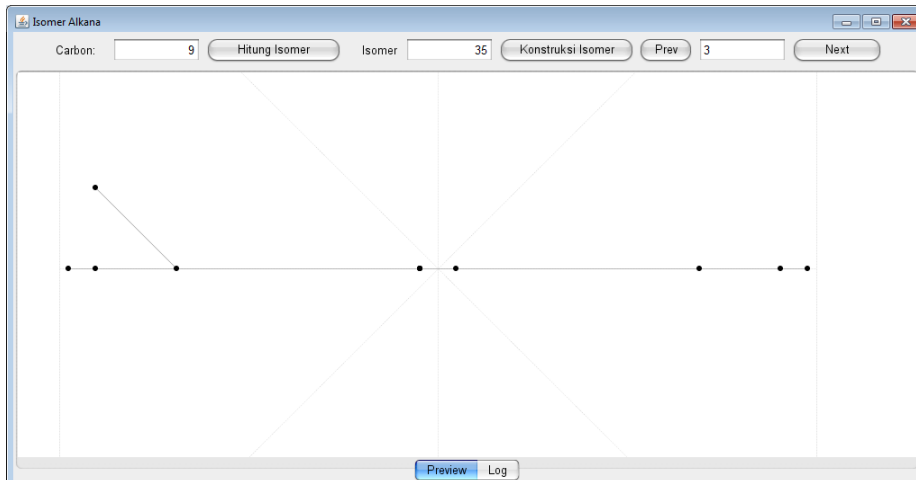 Isomer Alkana
Carbon: 9 Hitung Isomer Isomer 35 Konstruksi Isomer Prev 3 Next
Preview Log